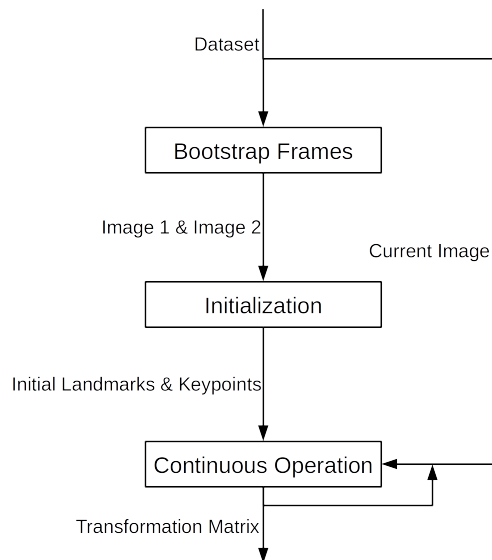 Dataset
Bootstrap Frames
Image 1 & Image 2
Current Image
Initialization
Initial Landmarks & Keypoints
Continuous Operation
Transformation Matrix